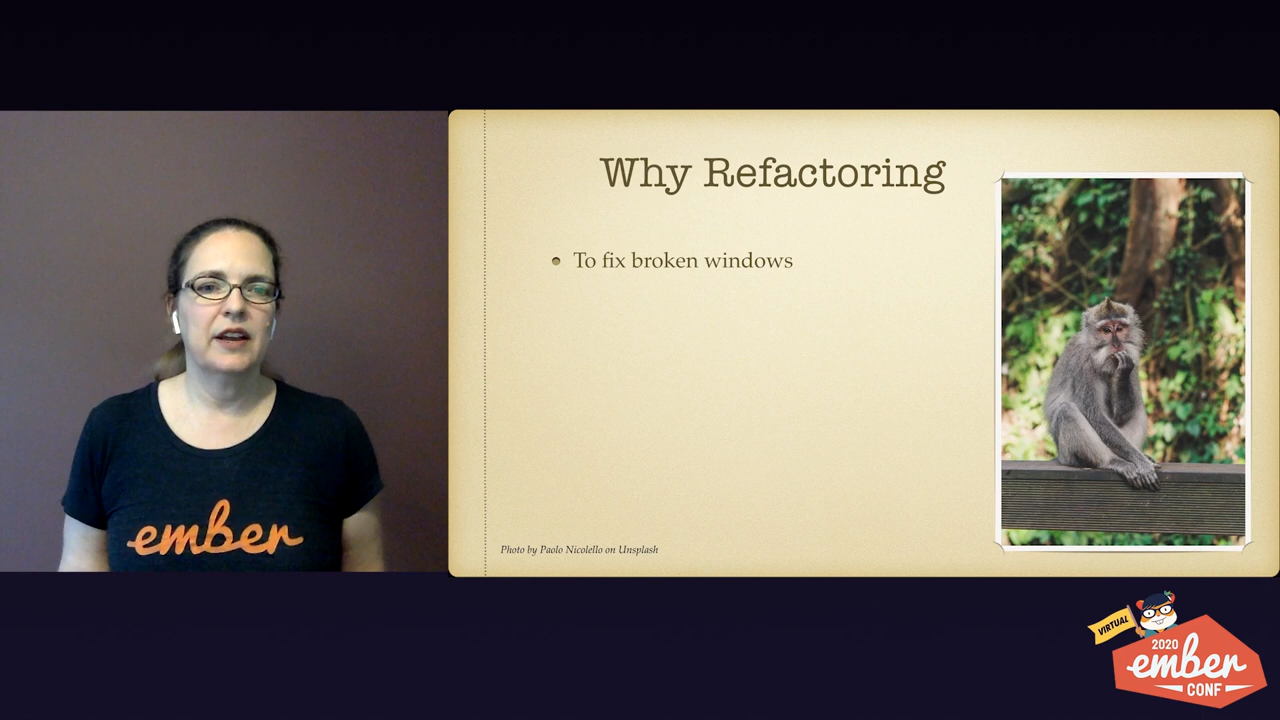 Why Refactoring
To fix broken windows
Photo by Paolo Nicolello on Unsplash
ember
VIRTUAL
2020
ember
CONF